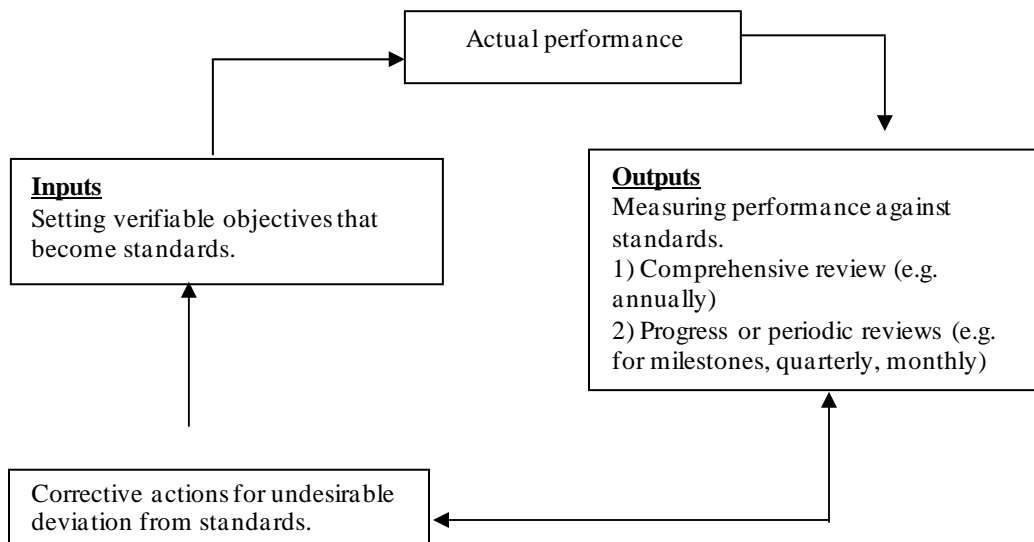 Actual performance
Inputs
Setting verifiable objectives that
become standards.
Outputs
Measuring performance against
standards.
1) Comprehensive review (e.g.
annually)
2) Progress or periodic reviews (e.g.
for milestones, quarterly, monthly)
Corrective actions for undesirable
deviation from standards.